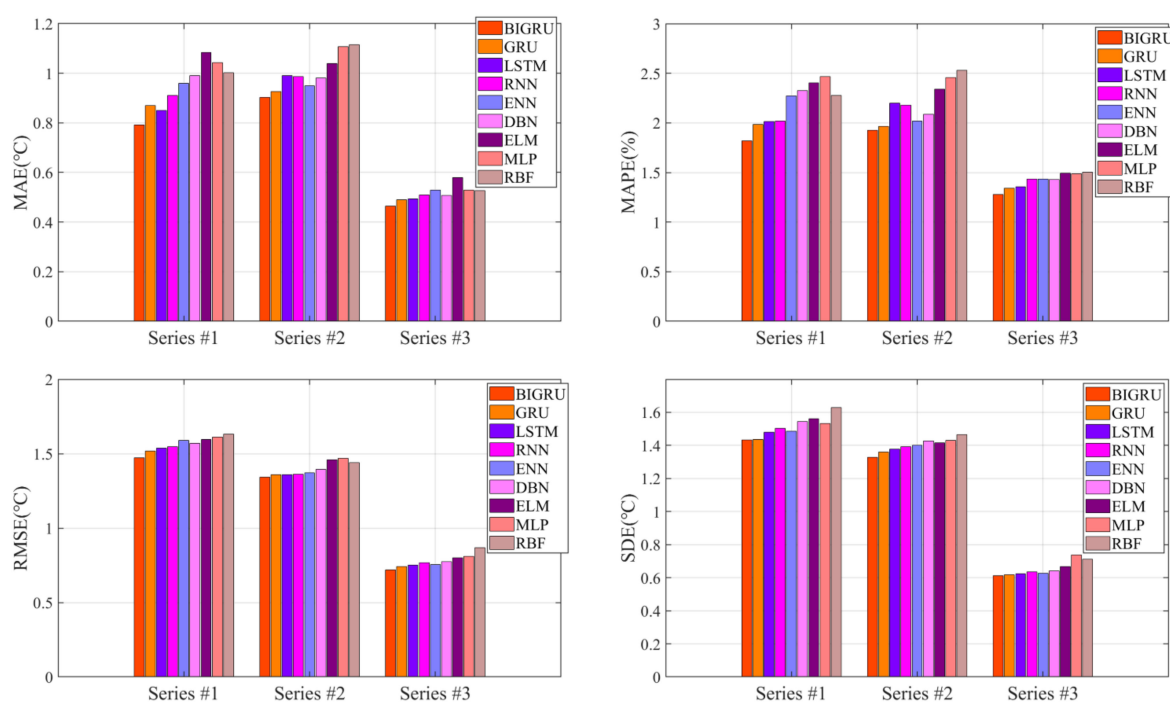 1.2
1
0.8
0.6
0.4
0.2
0
MAE(℃)
BIGRU
GRU
LSTM
RNN
ENN
DBN
ELM
MLP
RBF
Series #1 Series #2 Series #3
3
2.5
2
1.5
1
0.5
0
MAPE(%)
BIGRU
GRU
LSTM
RNN
ENN
DBN
ELM
MLP
RBF
Series #1 Series #2 Series #3
2
1.5
1
0.5
0
RMSE(℃)
BIGRU
GRU
LSTM
RNN
ENN
DBN
ELM
MLP
RBF
Series #1 Series #2 Series #3
1.6
1.4
1.2
1
0.8
0.6
0.4
0.2
0
SDE(℃)
BIGRU
GRU
LSTM
RNN
ENN
DBN
ELM
MLP
RBF
Series #1 Series #2 Series #3